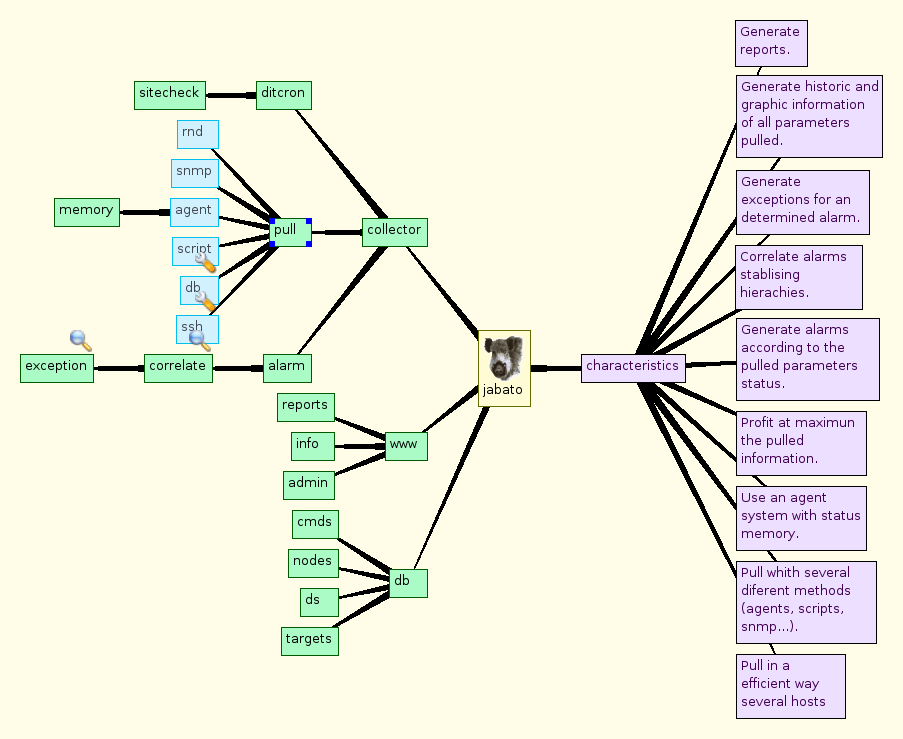 sitecheck
ditcron
rnd
snmp
memory
agent
pull
collector
script
db
ssh
exception
correlate
alarm
jabato
reports
info
www
admin
cmds
nodes
db
ds
targets
characteristics
Generate
reports.
Generate historic and
graphic information
of all parameters
pulled.
Generate
exceptions for an
determined alarm.
Correlate alarms
stablising
hierachies.
Generate alarms
according to the
pulled parameters
status.
Profit at maximun
the pulled
information.
Use an agent
system with status
memory.
Pull whith several
diferent methods
(agents, scripts,
snmp...).
Pull in a
efficient way
several hosts